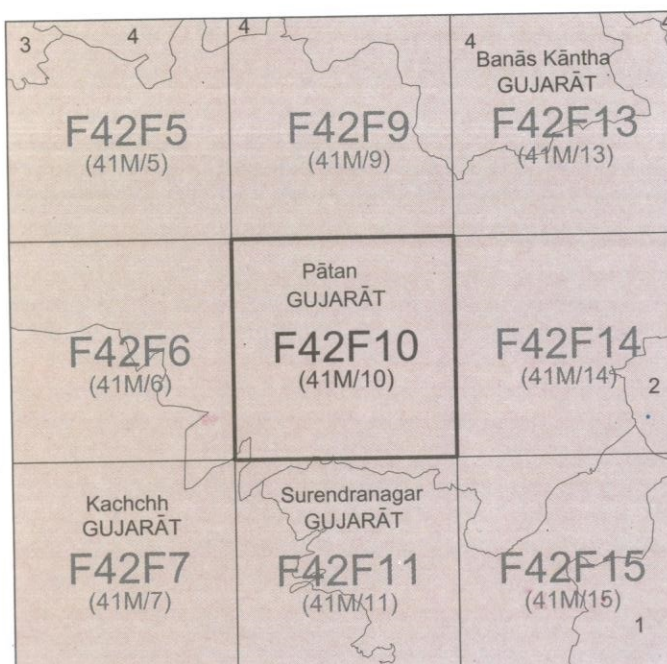 3
4
4
4
Banās Kāntha
GUJARĀT
F42F5
(41M/5)
F42F9
(41M/9)
F42F13
(41M/13)
Pātan
GUJARĀT
F42F6
(41M/6)
F42F10
(41M/10)
F42F14
(41M/14)
2
Kachchh
GUJARĀT
Surendranagar
GUJARĀT
F42F7
(41M/7)
F42F11
(41M/11)
F42F15
(41M/15)
1